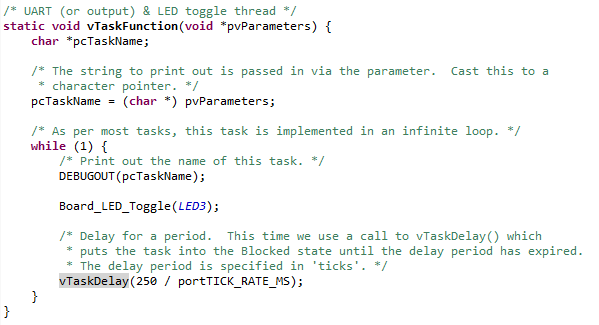 /* UART (or output) & LED toggle thread */
static void vTaskFunction(void *pvParameters) {
    char *pcTaskName;

    /* The string to print out is passed in via the parameter.  Cast this to a
     * character pointer. */
    pcTaskName = (char *) pvParameters;

    /* As per most tasks, this task is implemented in an infinite loop. */
    while (1) {
        /* Print out the name of this task. */
        DEBUGOUT(pcTaskName);

        Board_LED_Toggle(LED3);

        /* Delay for a period.  This time we use a call to vTaskDelay() which
         * puts the task into the Blocked state until the delay period has expired.
         * The delay period is specified in 'ticks'. */
        vTaskDelay(250 / portTICK_RATE_MS);
    }
}